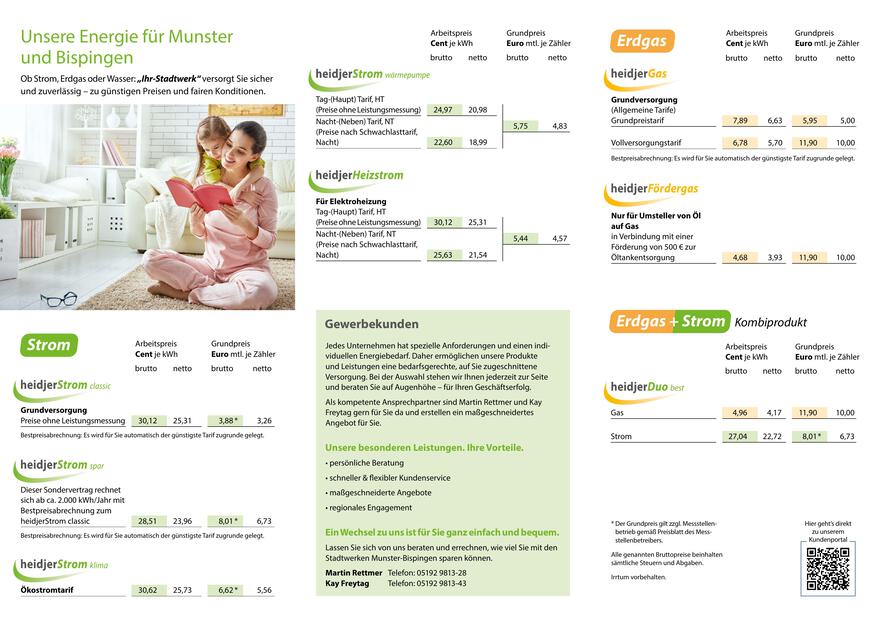 Unsere Energie für Munster
und Bispingen
Ob Strom, Erdgas oder Wasser: „Ihr-Stadtwerk“ versorgt Sie sicher
und zuverlässig – zu günstigen Preisen und fairen Konditionen.
Strom
Arbeitspreis Grundpreis
Cent je kWh Euro mtl. je Zähler
brutto netto brutto netto
heidjerStrom classic
Grundversorgung
Preise ohne Leistungsmessung 30,12 25,31 3,88 * 3,26
Bestpreisabrechnung: Es wird für Sie automatisch der günstigste Tarif zugrunde gelegt.
heidjerStrom spar
Dieser Sondervertrag rechnet
sich ab ca. 2.000 kWh/Jahr mit
Bestpreisabrechnung zum
heidjerStrom classic 28,51 23,96 8,01 * 6,73
Bestpreisabrechnung: Es wird für Sie automatisch der günstigste Tarif zugrunde gelegt.
heidjerStrom klima
Ökostromtarif 30,62 25,73 6,62 * 5,56
Arbeitspreis Grundpreis
Cent je kWh Euro mtl. je Zähler
brutto netto brutto netto
heidjerStrom wärmepumpe
Tag-(Haupt) Tarif, HT
(Preise ohne Leistungsmessung) 24,97 20,98
Nacht-(Neben) Tarif, NT 5,75 4,83
(Preise nach Schwachlasttarif,
Nacht) 22,60 18,99
heidjerHeizstrom
Für Elektroheizung
Tag-(Haupt) Tarif, HT
(Preise ohne Leistungsmessung) 30,12 25,31
Nacht-(Neben) Tarif, NT 5,44 4,57
(Preise nach Schwachlasttarif,
Nacht) 25,63 21,54
Gewerbekunden
Jedes Unternehmen hat spezielle Anforderungen und einen indi-
viduellen Energiebedarf. Daher ermöglichen unsere Produkte
und Leistungen eine bedarfsgerechte, auf Sie zugeschnittene
Versorgung. Bei der Auswahl stehen wir Ihnen jederzeit zur Seite
und beraten Sie auf Augenhöhe – für Ihren Geschäftserfolg.
Als kompetente Ansprechpartner sind Martin Rettmer und Kay
Freytag gern für Sie da und erstellen ein maßgeschneidertes
Angebot für Sie.
Unsere besonderen Leistungen. Ihre Vorteile.
• persönliche Beratung
• schneller & flexibler Kundenservice
• maßgeschneiderte Angebote
• regionales Engagement
Ein Wechsel zu uns ist für Sie ganz einfach und bequem.
Lassen Sie sich von uns beraten und errechnen, wie viel Sie mit den
Stadtwerken Munster-Bispingen sparen können.
Martin Rettmer Telefon: 05192 9813-28
Kay Freytag Telefon: 05192 9813-43
Erdgas
Arbeitspreis Grundpreis
Cent je kWh Euro mtl. je Zähler
brutto netto brutto netto
heidjerGas
Grundversorgung
(Allgemeine Tarife)
Grundpreistarif 7,89 6,63 5,95 5,00
Vollversorgungstarif 6,78 5,70 11,90 10,00
Bestpreisabrechnung: Es wird für Sie automatisch der günstigste Tarif zugrunde gelegt.
heidjerFördergas
Nur für Umsteller von Öl
auf Gas
in Verbindung mit einer
Förderung von 500 € zur
Öltankentsorgung 4,68 3,93 11,90 10,00
Erdgas + Strom Kombiprodukt
Arbeitspreis Grundpreis
Cent je kWh Euro mtl. je Zähler
brutto netto brutto netto
heidjerDuo best
Gas 4,96 4,17 11,90 10,00
Strom 27,04 22,72 8,01 * 6,73
* Der Grundpreis gilt zzgl. Messstellen-
betrieb gemäß Preisblatt des Mess-
stellenbetreibers.
Alle genannten Bruttopreise beinhalten
sämtliche Steuern und Abgaben.
Irrtum vorbehalten.
Hier geht's direkt
zu unserem
Kundenportal